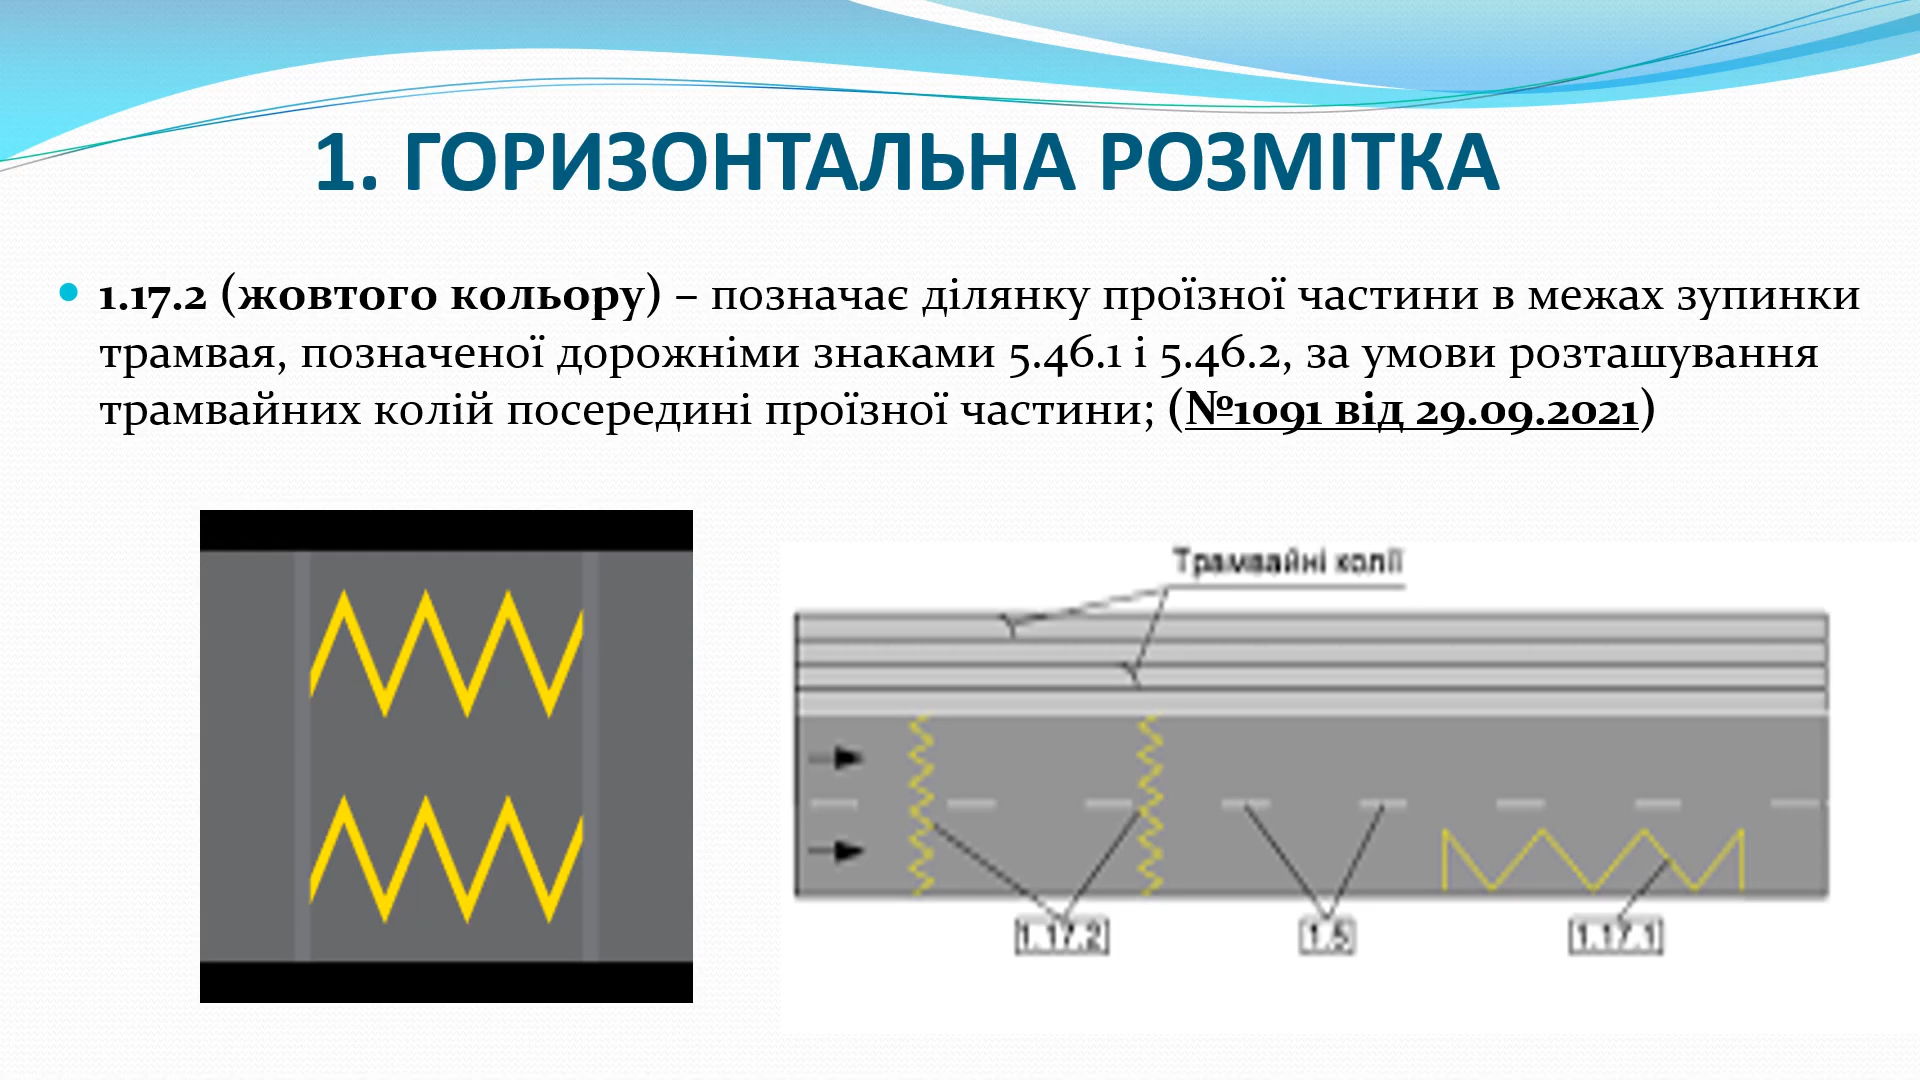 1. ГОРИЗОНТАЛЬНА РОЗМІТКА
• 1.17.2 (жовтого кольору) – позначає ділянку проїзної частини в межах зупинки
трамвая, позначеної дорожніми знаками 5.46.1 і 5.46.2, за умови розташування
трамвайних колій посередині проїзної частини; (№1091 від 29.09.2021)
Трамвайні колії
1.17.2
1.5
1.17.1